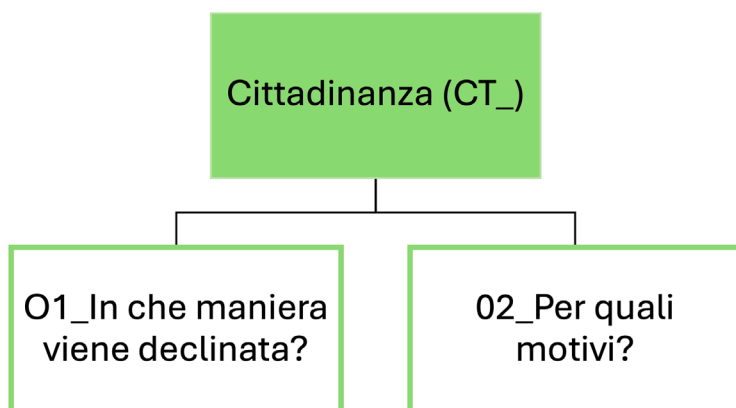 Cittadinanza (CT_)
O1_In che maniera
viene declinata?
02_Per quali
motivi?